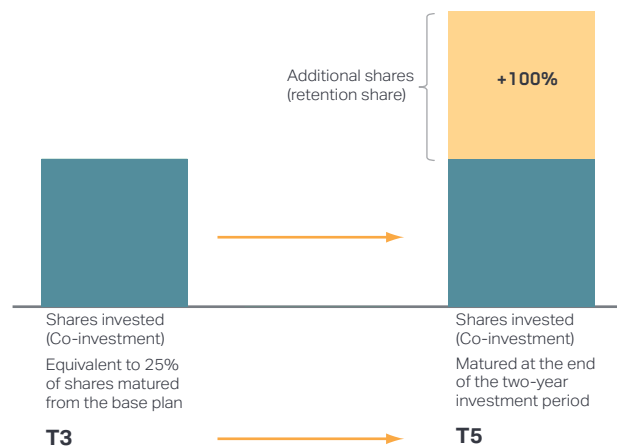 Additional shares
(retention share)
+100%
Shares invested
(Co-investment)
Equivalent to 25%
of shares matured
from the base plan
T3
Shares invested
(Co-investment)
Matured at the end
of the two-year
investment period
T5